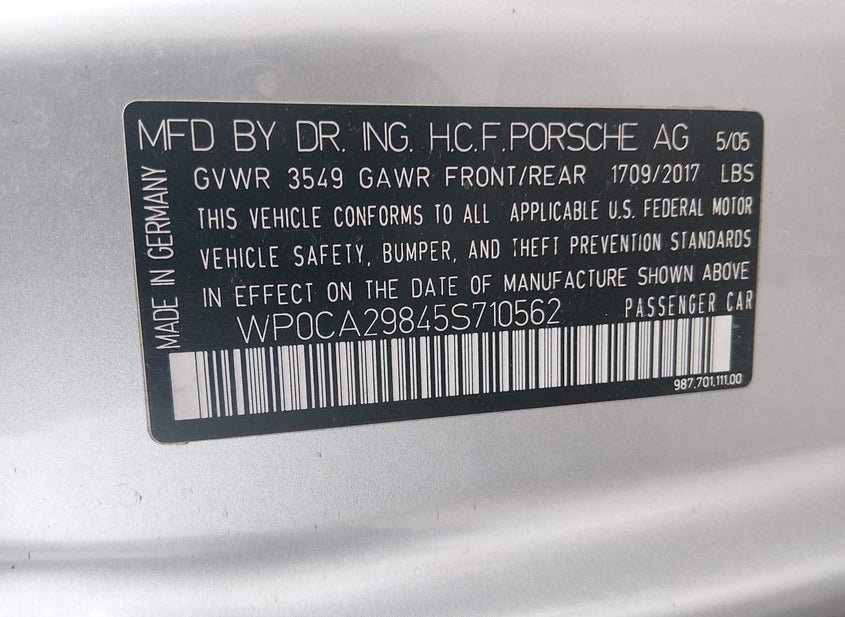 MFD BY DR. ING. H.C.F.PORSCHE AG 5/05
GVWR 3549 GAWR FRONT/REAR 1709/2017 LBS
THIS VEHICLE CONFORMS TO ALL APPLICABLE U.S. FEDERAL MOTOR
VEHICLE SAFETY, BUMPER, AND THEFT PREVENTION STANDARDS
IN EFFECT ON THE DATE OF MANUFACTURE SHOWN ABOVE
WP0CA29845S710562 PASSENGER CAR
987.701.111.00
MADE IN GERMANY